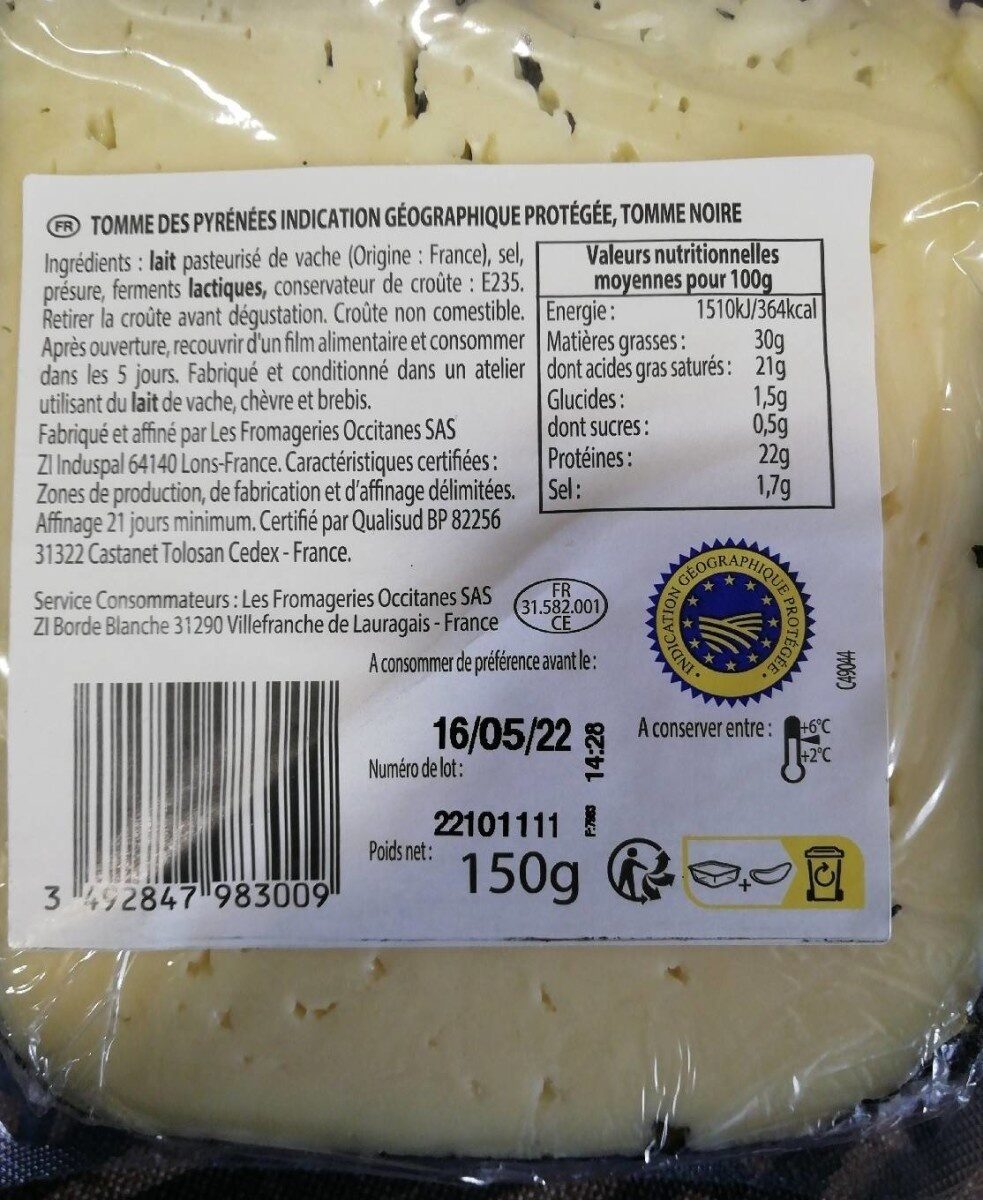 FR TOMME DES PYRÉNÉES INDICATION GÉOGRAPHIQUE PROTÉGÉE, TOMME NOIRE
Ingrédients : lait pasteurisé de vache (Origine : France), sel,
présure, ferments lactiques, conservateur de croûte : E235.
Retirer la croûte avant dégustation. Croûte non comestible.
Après ouverture, recouvrir d'un film alimentaire et consommer
dans les 5 jours. Fabriqué et conditionné dans un atelier
utilisant du lait de vache, chèvre et brebis.
Fabriqué et affiné par Les Fromageries Occitanes SAS
ZI Induspal 64140 Lons-France. Caractéristiques certifiées :
Zones de production, de fabrication et d'affinage délimitées.
Affinage 21 jours minimum. Certifié par Qualisud BP 82256
31322 Castanet Tolosan Cedex - France.
Valeurs nutritionnelles
moyennes pour 100g
Energie : 1510kJ/364kcal
Matières grasses : 30g
dont acides gras saturés : 21g
Glucides : 1,5g
dont sucres : 0,5g
Protéines : 22g
Sel : 1,7g
Service Consommateurs : Les Fromageries Occitanes SAS
ZI Borde Blanche 31290 Villefranche de Lauragais - France
FR
31.582.001
CE
INDICATION GÉOGRAPHIQUE PROTÉGÉE
C49044
A consommer de préférence avant le :
16/05/22 14:28
A conserver entre : +6°C
+2°C
Numéro de lot :
22101111
Poids net : 150g
+
3 492847 983009